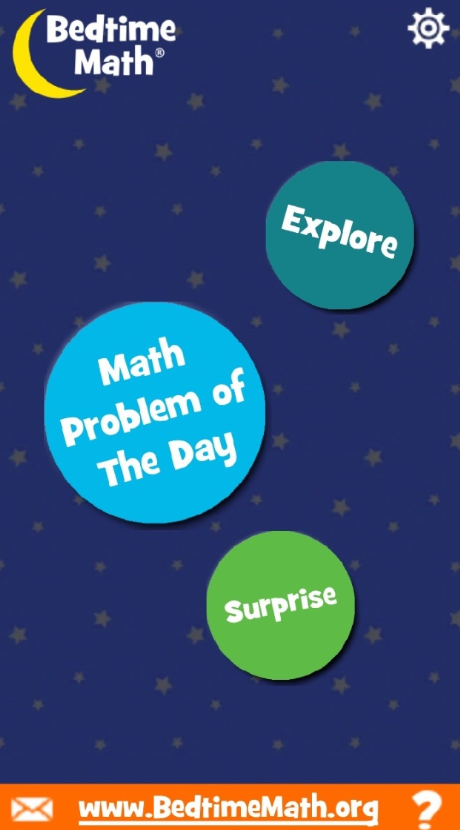 Bedtime
Math®
Explore
Math
Problem of
The Day
Surprise
www.BedtimeMath.org
?